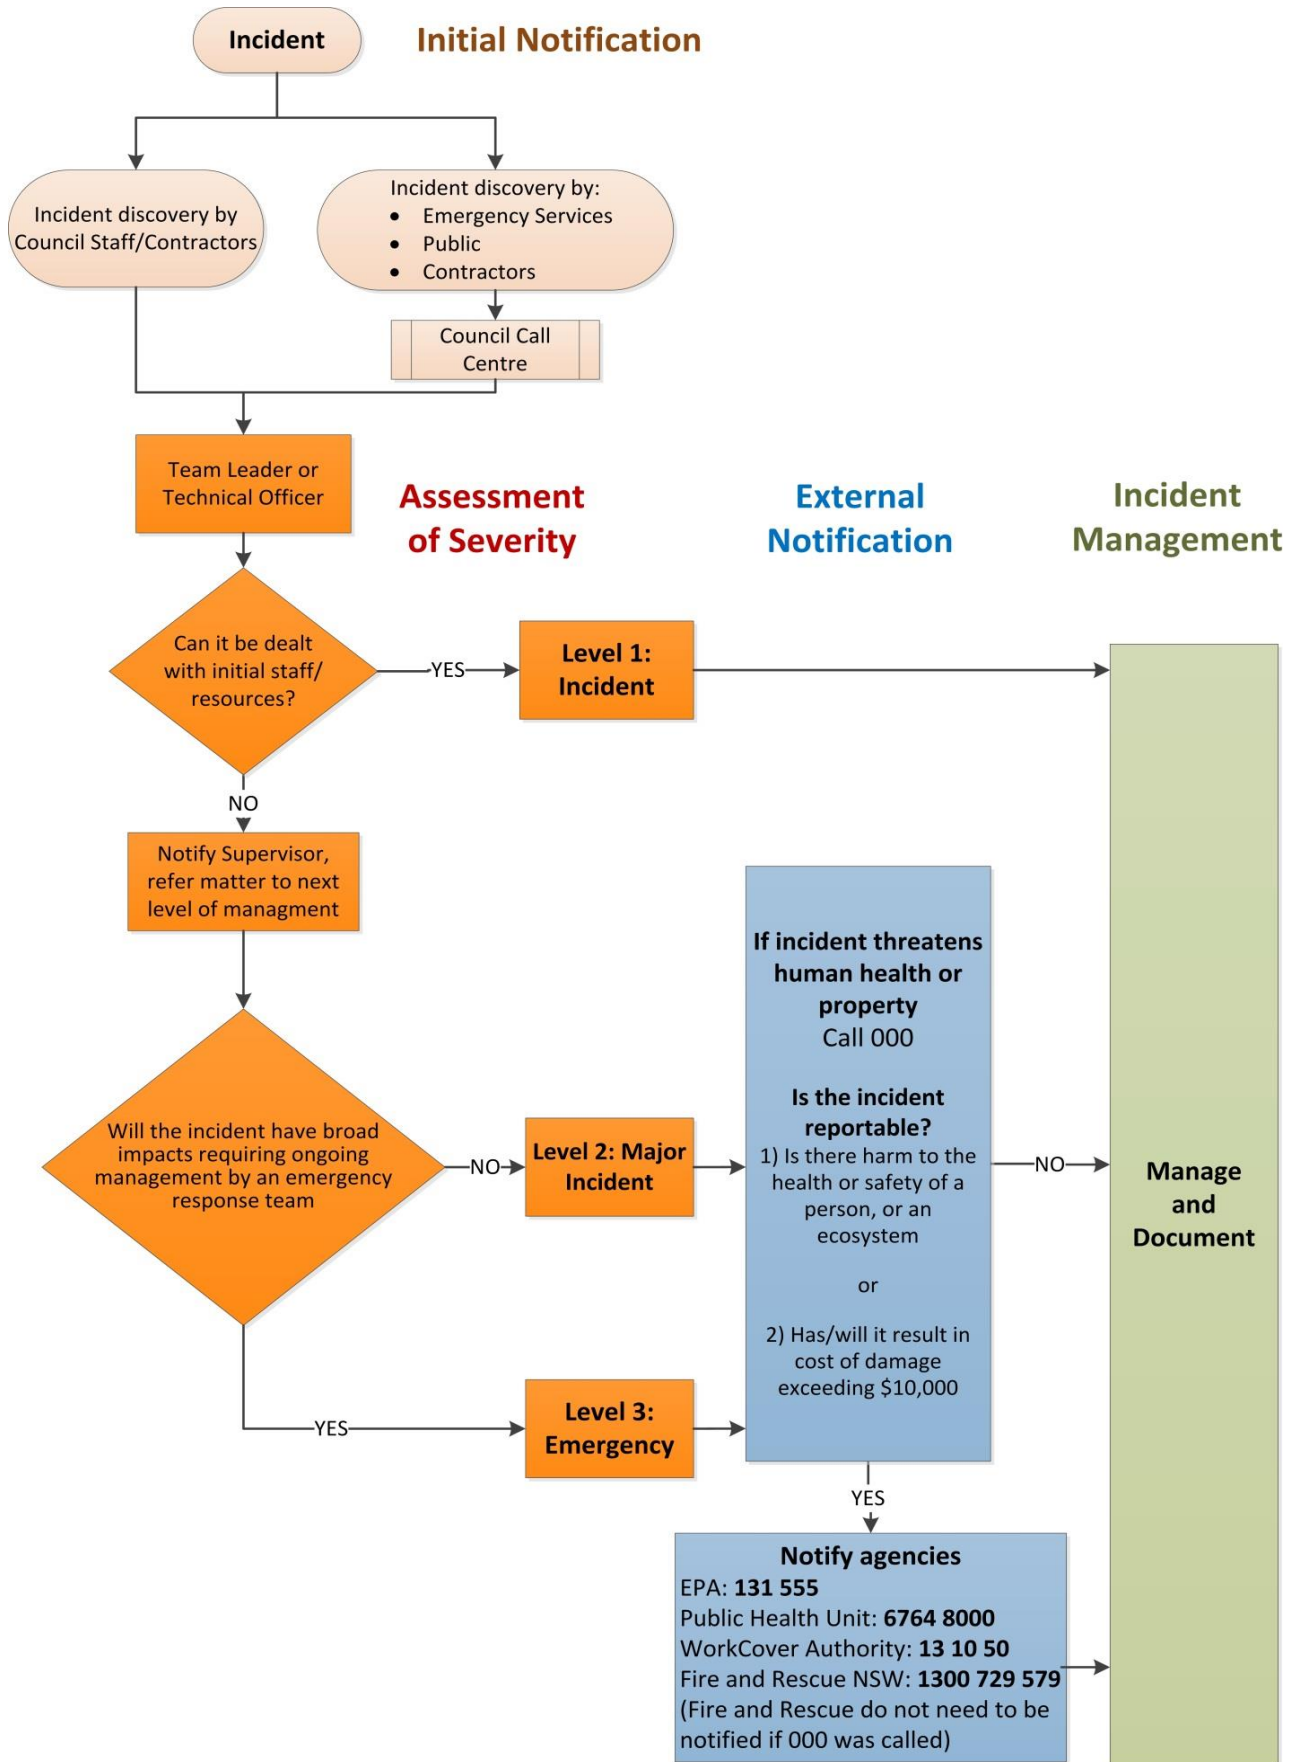 Incident
Initial Notification
Incident discovery by
Council Staff/Contractors
Incident discovery by:
• Emergency Services
• Public
• Contractors
Council Call
Centre
Team Leader or
Technical Officer
Assessment
of Severity
External
Notification
Incident
Management
Can it be dealt
with initial staff/
resources?
YES
Level 1:
Incident
NO
Notify Supervisor,
refer matter to next
level of managment
Will the incident have broad
impacts requiring ongoing
management by an emergency
response team
NO
Level 2: Major
Incident
YES
Level 3:
Emergency
If incident threatens
human health or
property
Call 000
Is the incident
reportable?
1) Is there harm to the
health or safety of a
person, or an
ecosystem
or
2) Has/will it result in
cost of damage
exceeding $10,000
NO
Manage
and
Document
YES
Notify agencies
EPA: 131 555
Public Health Unit: 6764 8000
WorkCover Authority: 13 10 50
Fire and Rescue NSW: 1300 729 579
(Fire and Rescue do not need to be
notified if 000 was called)